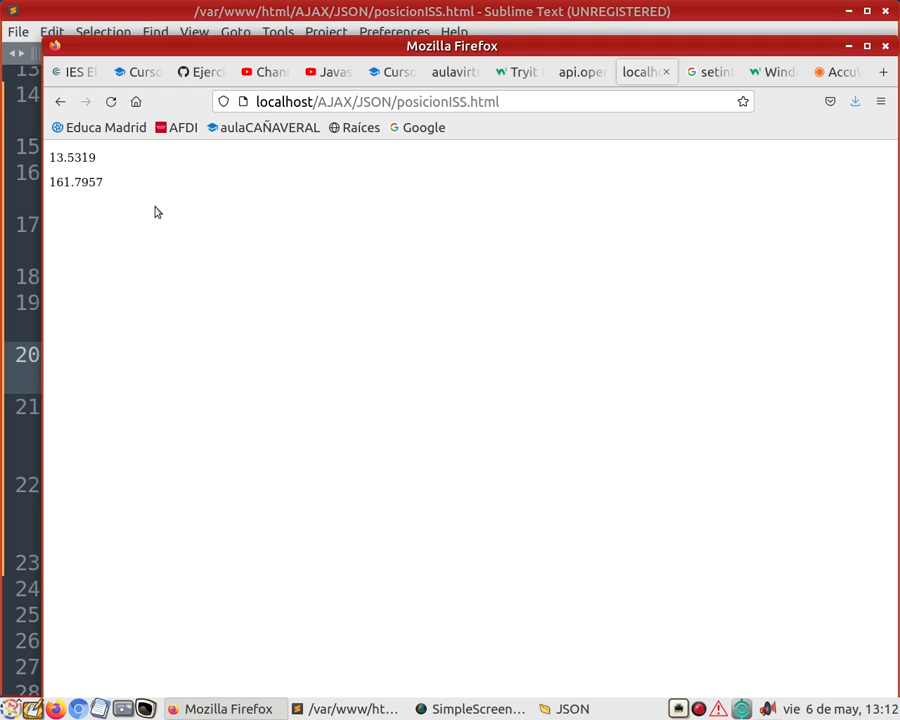 /var/www/html/AJAX/JSON/posicionISS.html - Sublime Text (UNREGISTERED)
File Edit Selection Find View Goto Tools Project Preferences Help
Mozilla Firefox
IES El Curso Ejerci Chan Javas Curso aulavirtu Tryit api.oper localh setint Wind Accu
localhost/AJAX/JSON/posicionISS.html
Educa Madrid AFDI aulaCAÑAVERAL Raíces Google
13.5319
161.7957
13
14
15
16
17
18
19
20
21
22
23
24
25
26
27
28
Mozilla Firefox /var/www/ht... SimpleScreen... JSON vie 6 de may, 13:12